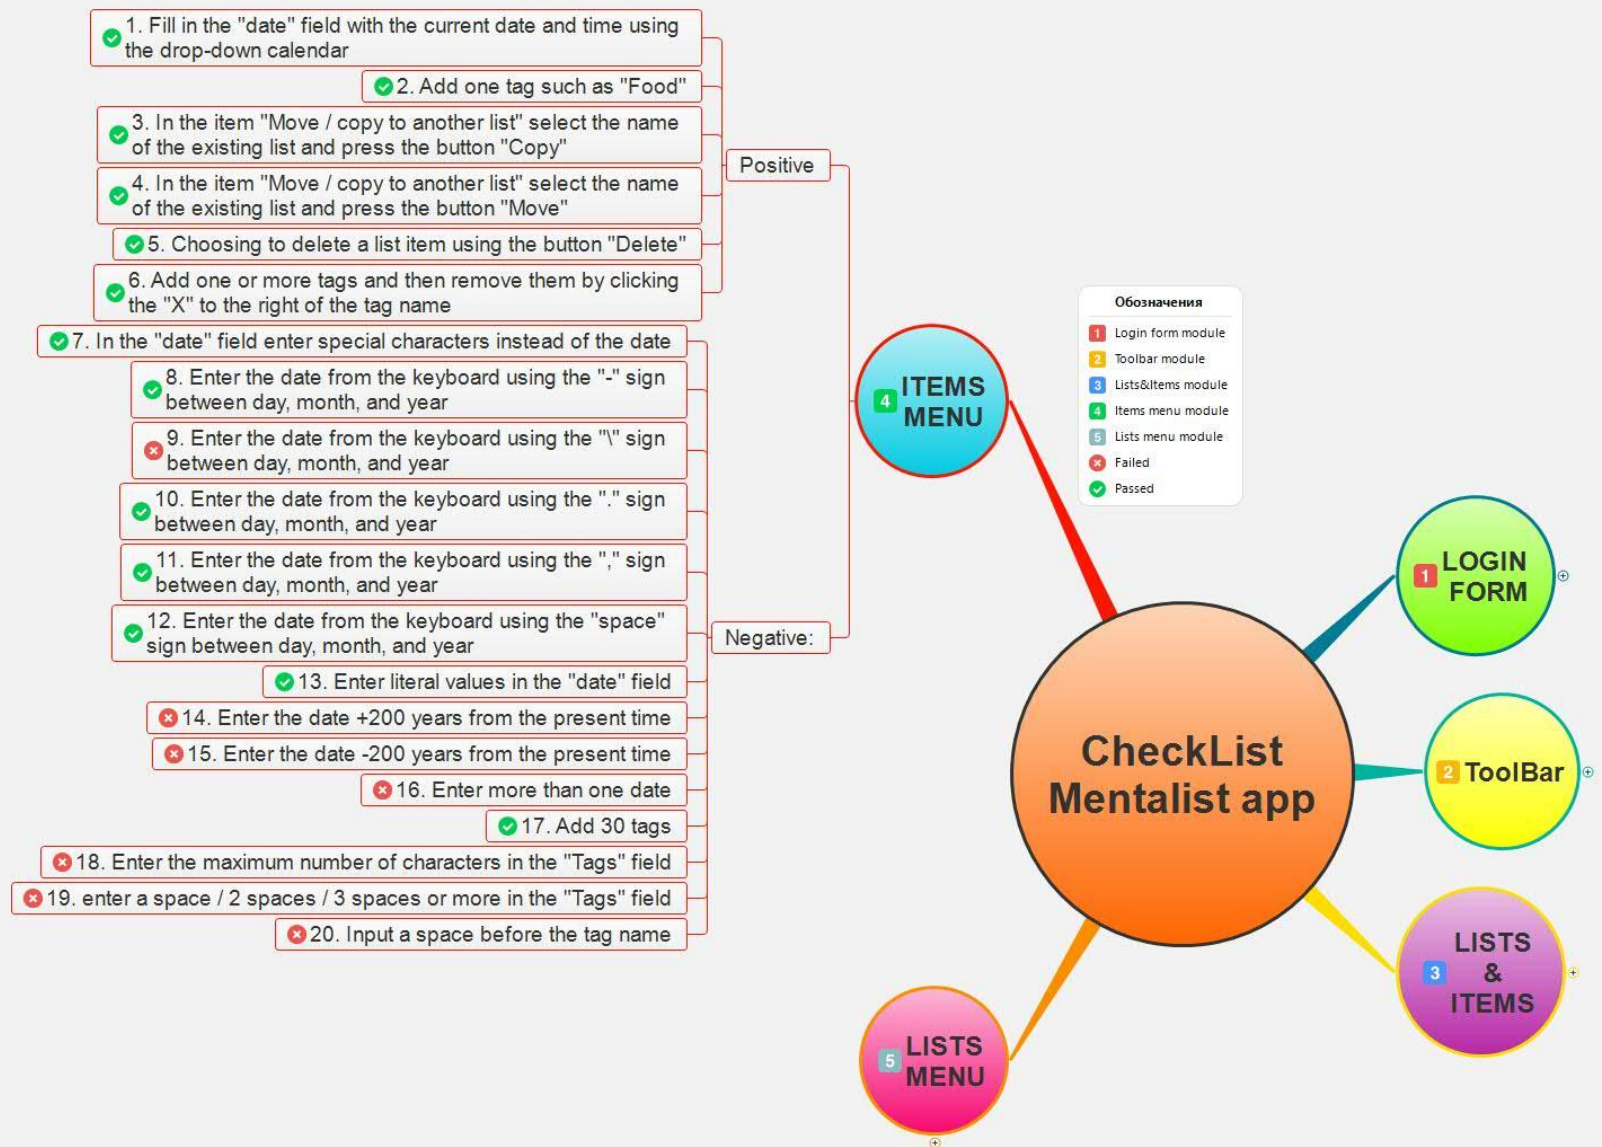 1. Fill in the "date" field with the current date and time using
the drop-down calendar
2. Add one tag such as "Food"
3. In the item "Move / copy to another list" select the name
of the existing list and press the button "Copy"
4. In the item "Move / copy to another list" select the name
of the existing list and press the button "Move"
5. Choosing to delete a list item using the button "Delete"
6. Add one or more tags and then remove them by clicking
the "X" to the right of the tag name
Positive
7. In the "date" field enter special characters instead of the date
8. Enter the date from the keyboard using the "-" sign
between day, month, and year
9. Enter the date from the keyboard using the "\" sign
between day, month, and year
10. Enter the date from the keyboard using the "." sign
between day, month, and year
11. Enter the date from the keyboard using the "," sign
between day, month, and year
12. Enter the date from the keyboard using the "space"
sign between day, month, and year
13. Enter literal values in the "date" field
14. Enter the date +200 years from the present time
15. Enter the date -200 years from the present time
16. Enter more than one date
17. Add 30 tags
18. Enter the maximum number of characters in the "Tags" field
19. enter a space / 2 spaces / 3 spaces or more in the "Tags" field
20. Input a space before the tag name
Negative:
4 ITEMS
MENU
Обозначения
1 Login form module
2 Toolbar module
3 Lists&Items module
4 Items menu module
5 Lists menu module
Failed
Passed
1 LOGIN
FORM
2 ToolBar
CheckList
Mentalist app
LISTS
3 &
ITEMS
5 LISTS
MENU